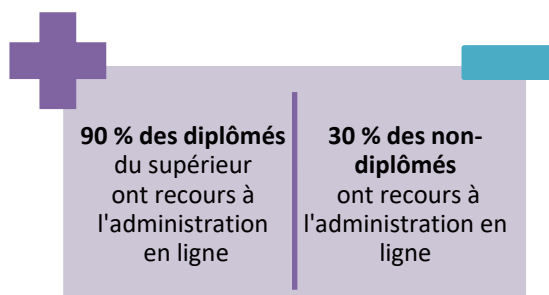 90 % des diplômés
du supérieur
ont recours à
l'administration
en ligne
30 % des non-
diplômés
ont recours à
l'administration en
ligne